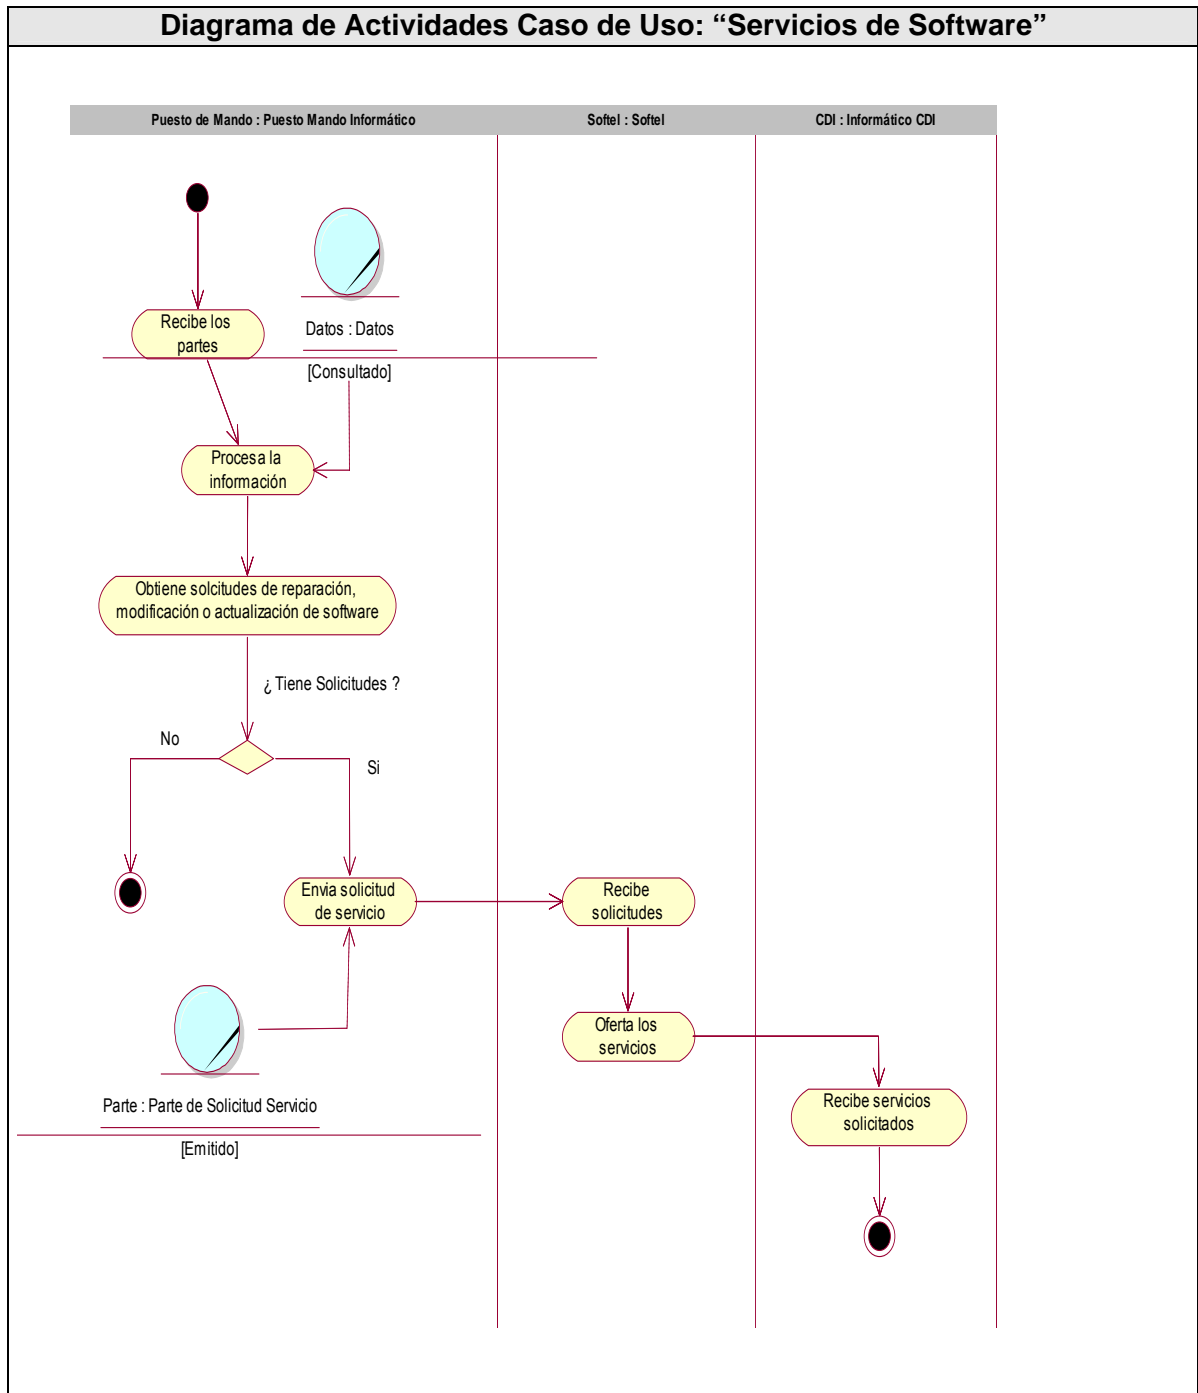 Diagrama de Actividades Caso de Uso: “Servicios de Software”
Puesto de Mando : Puesto Mando Informático
Softel : Softel
CDI : Informático CDI
Recibe los
partes
Datos : Datos
[Consultado]
Procesa la
información
Obtiene solcitudes de reparación,
modificación o actualización de software
¿ Tiene Solicitudes ?
No
Si
Envia solicitud
de servicio
Recibe
solicitudes
Oferta los
servicios
Parte : Parte de Solicitud Servicio
[Emitido]
Recibe servicios
solicitados